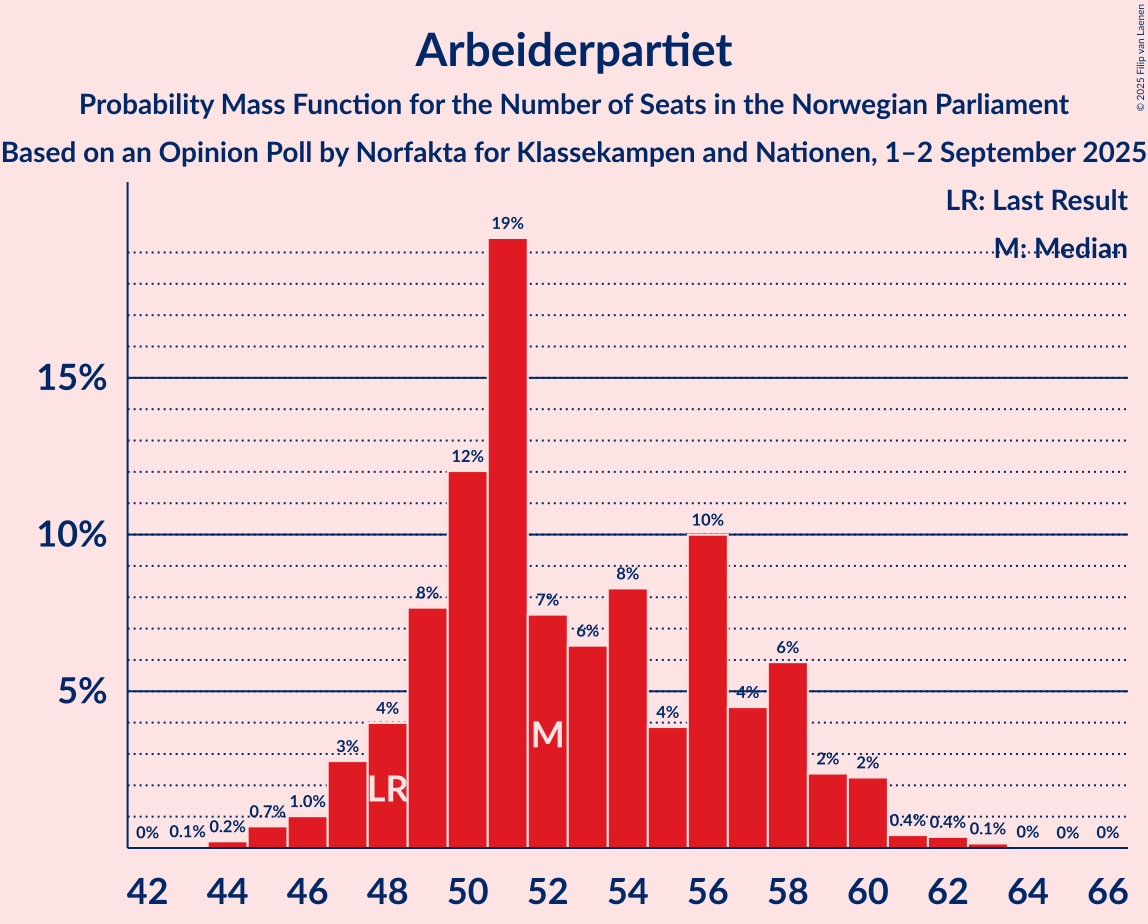 Arbeiderpartiet
Probability Mass Function for the Number of Seats in the Norwegian Parliament
Based on an Opinion Poll by Norfakta for Klassekampen and Nationen, 1–2 September 2025
© 2025 Filip van Laenen
LR: Last Result
M: Median
15%
10%
5%
0% 0.1% 0.2% 0.7% 1.0% 3% 4% 8% 12% 19% 7% 6% 8% 4% 10% 4% 6% 2% 2% 0.4% 0.4% 0.1% 0% 0% 0%
LR M
42 44 46 48 50 52 54 56 58 60 62 64 66